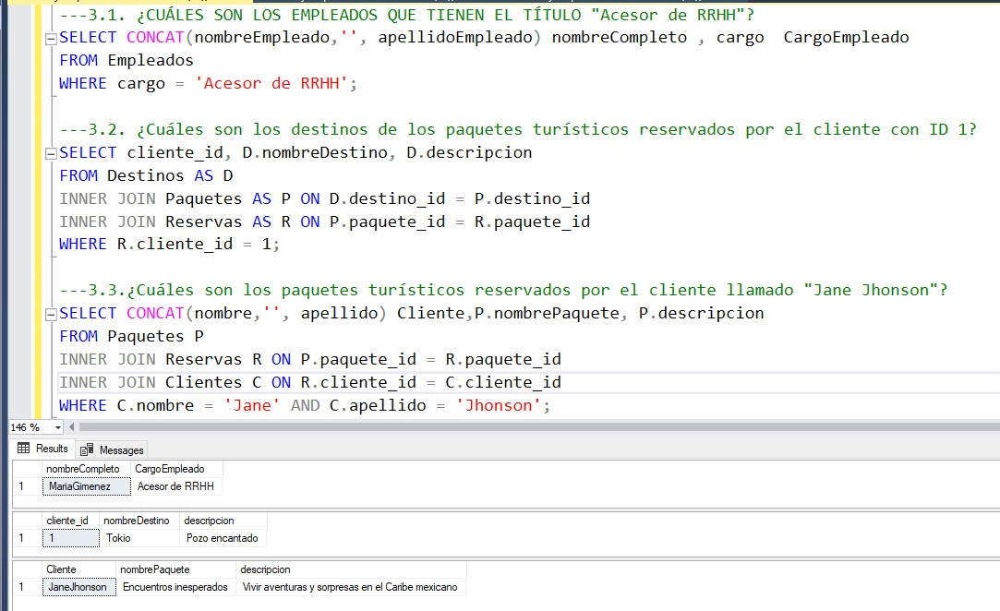 ---3.1. ¿CUÁLES SON LOS EMPLEADOS QUE TIENEN EL TÍTULO "Acesor de RRHH"?
SELECT CONCAT(nombreEmpleado,'', apellidoEmpleado) nombreCompleto , cargo  CargoEmpleado
FROM Empleados
WHERE cargo = 'Acesor de RRHH';
---3.2. ¿Cuáles son los destinos de los paquetes turísticos reservados por el cliente con ID 1?
SELECT cliente_id, D.nombreDestino, D.descripcion
FROM Destinos AS D
INNER JOIN Paquetes AS P ON D.destino_id = P.destino_id
INNER JOIN Reservas AS R ON P.paquete_id = R.paquete_id
WHERE R.cliente_id = 1;
---3.3.¿Cuáles son los paquetes turísticos reservados por el cliente llamado "Jane Jhonson"?
SELECT CONCAT(nombre,'', apellido) Cliente,P.nombrePaquete, P.descripcion
FROM Paquetes P
INNER JOIN Reservas R ON P.paquete_id = R.paquete_id
INNER JOIN Clientes C ON R.cliente_id = C.cliente_id
WHERE C.nombre = 'Jane' AND C.apellido = 'Jhonson';
146 %
Results Messages
nombreCompleto CargoEmpleado
1 MariaGimenez Acesor de RRHH
cliente_id nombreDestino descripcion
1 1 Tokio Pozo encantado
Cliente nombrePaquete descripcion
1 JaneJhonson Encuentros inesperados Vivir aventuras y sorpresas en el Caribe mexicano